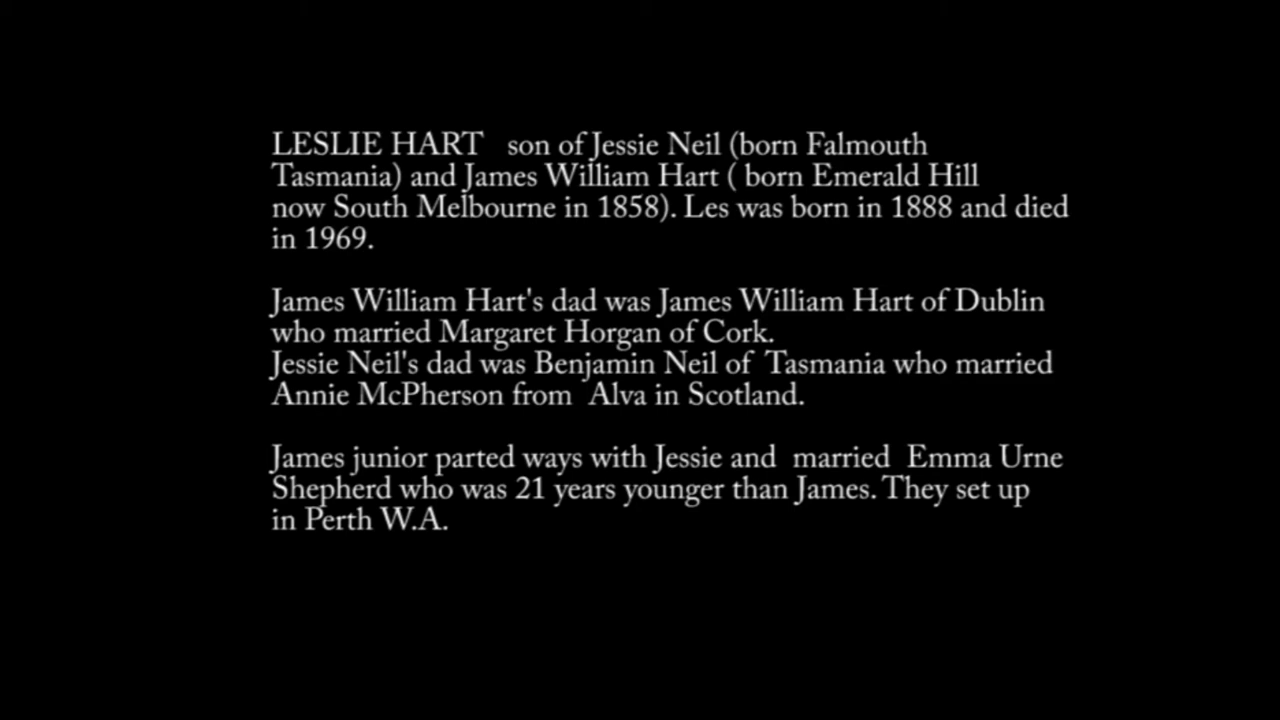 LESLIE HART   son of Jessie Neil (born Falmouth
Tasmania) and James William Hart ( born Emerald Hill
now South Melbourne in 1858). Les was born in 1888 and died
in 1969.

James William Hart's dad was James William Hart of Dublin
who married Margaret Horgan of Cork.
Jessie Neil's dad was Benjamin Neil of  Tasmania who married
Annie McPherson from  Alva in Scotland.

James junior parted ways with Jessie and  married  Emma Urne
Shepherd who was 21 years younger than James. They set up
in Perth W.A.